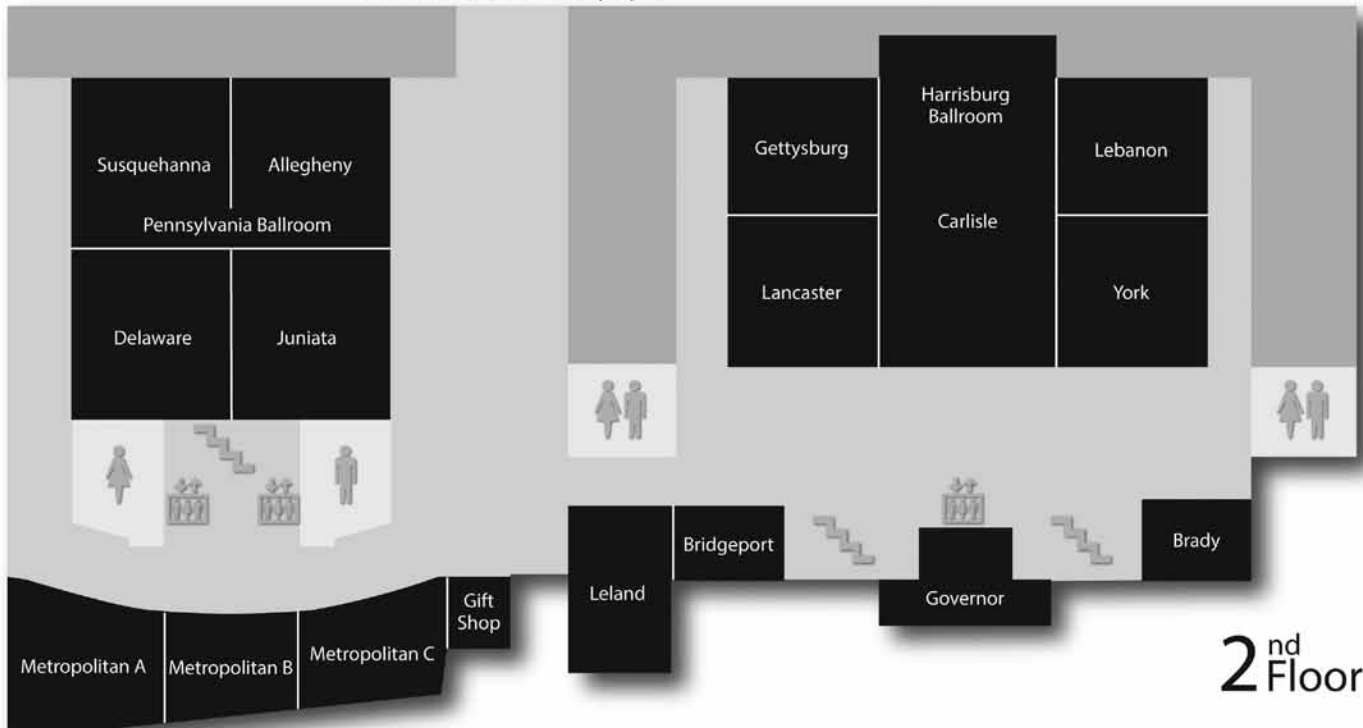 Harrisburg
Ballroom
Gettysburg
Lebanon
Susquehanna
Allegheny
Pennsylvania Ballroom
Carlisle
Lancaster
York
Delaware
Juniata
Bridgeport
Brady
Leland
Governor
Gift
Shop
Metropolitan A
Metropolitan B
Metropolitan C
2nd
Floor